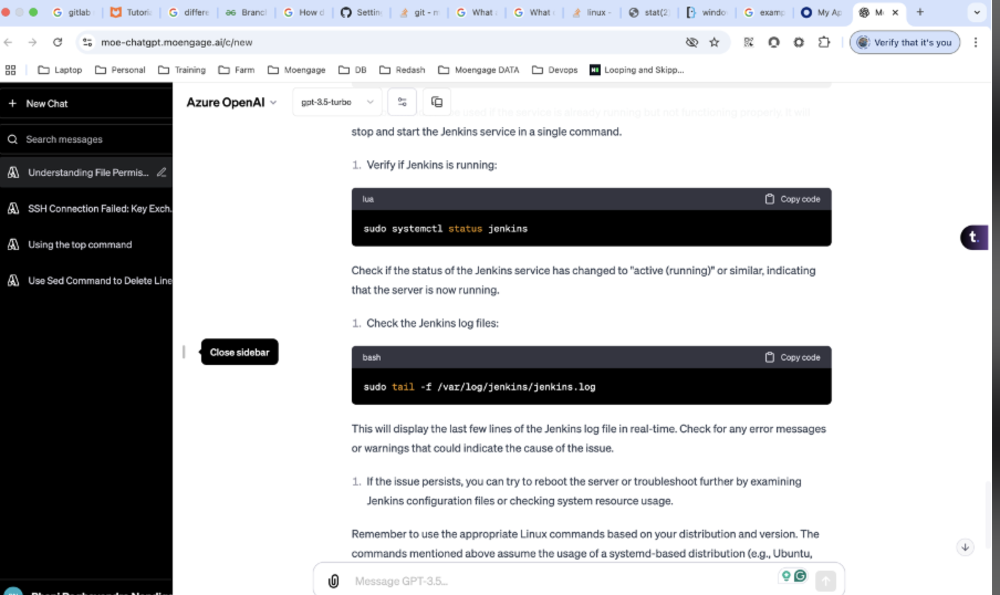 gitlab
Tutori
differe
Branc
How d
Settin
git - m
What
What
linux -
stat(2)
windo
examp
My Ap
M
moe-chatgpt.moengage.ai/c/new
Verify that it's you
Laptop
Personal
Training
Farm
Moengage
DB
Redash
Moengage DATA
Devops
Looping and Skipp...
New Chat
Search messages
Understanding File Permis...
SSH Connection Failed: Key Exch.
Using the top command
Use Sed Command to Delete Line
Close sidebar
Azure OpenAI
gpt-3.5-turbo
be used if the service is already running but not functioning properly. It will
stop and start the Jenkins service in a single command.
1. Verify if Jenkins is running:
lua
Copy code
sudo systemctl status jenkins
Check if the status of the Jenkins service has changed to "active (running)" or similar, indicating
that the server is now running.
1. Check the Jenkins log files:
bash
Copy code
sudo tail -f /var/log/jenkins/jenkins.log
This will display the last few lines of the Jenkins log file in real-time. Check for any error messages
or warnings that could indicate the cause of the issue.
1. If the issue persists, you can try to reboot the server or troubleshoot further by examining
Jenkins configuration files or checking system resource usage.
Remember to use the appropriate Linux commands based on your distribution and version. The
commands mentioned above assume the usage of a systemd-based distribution (e.g., Ubuntu,
Message GPT-3.5...
t.